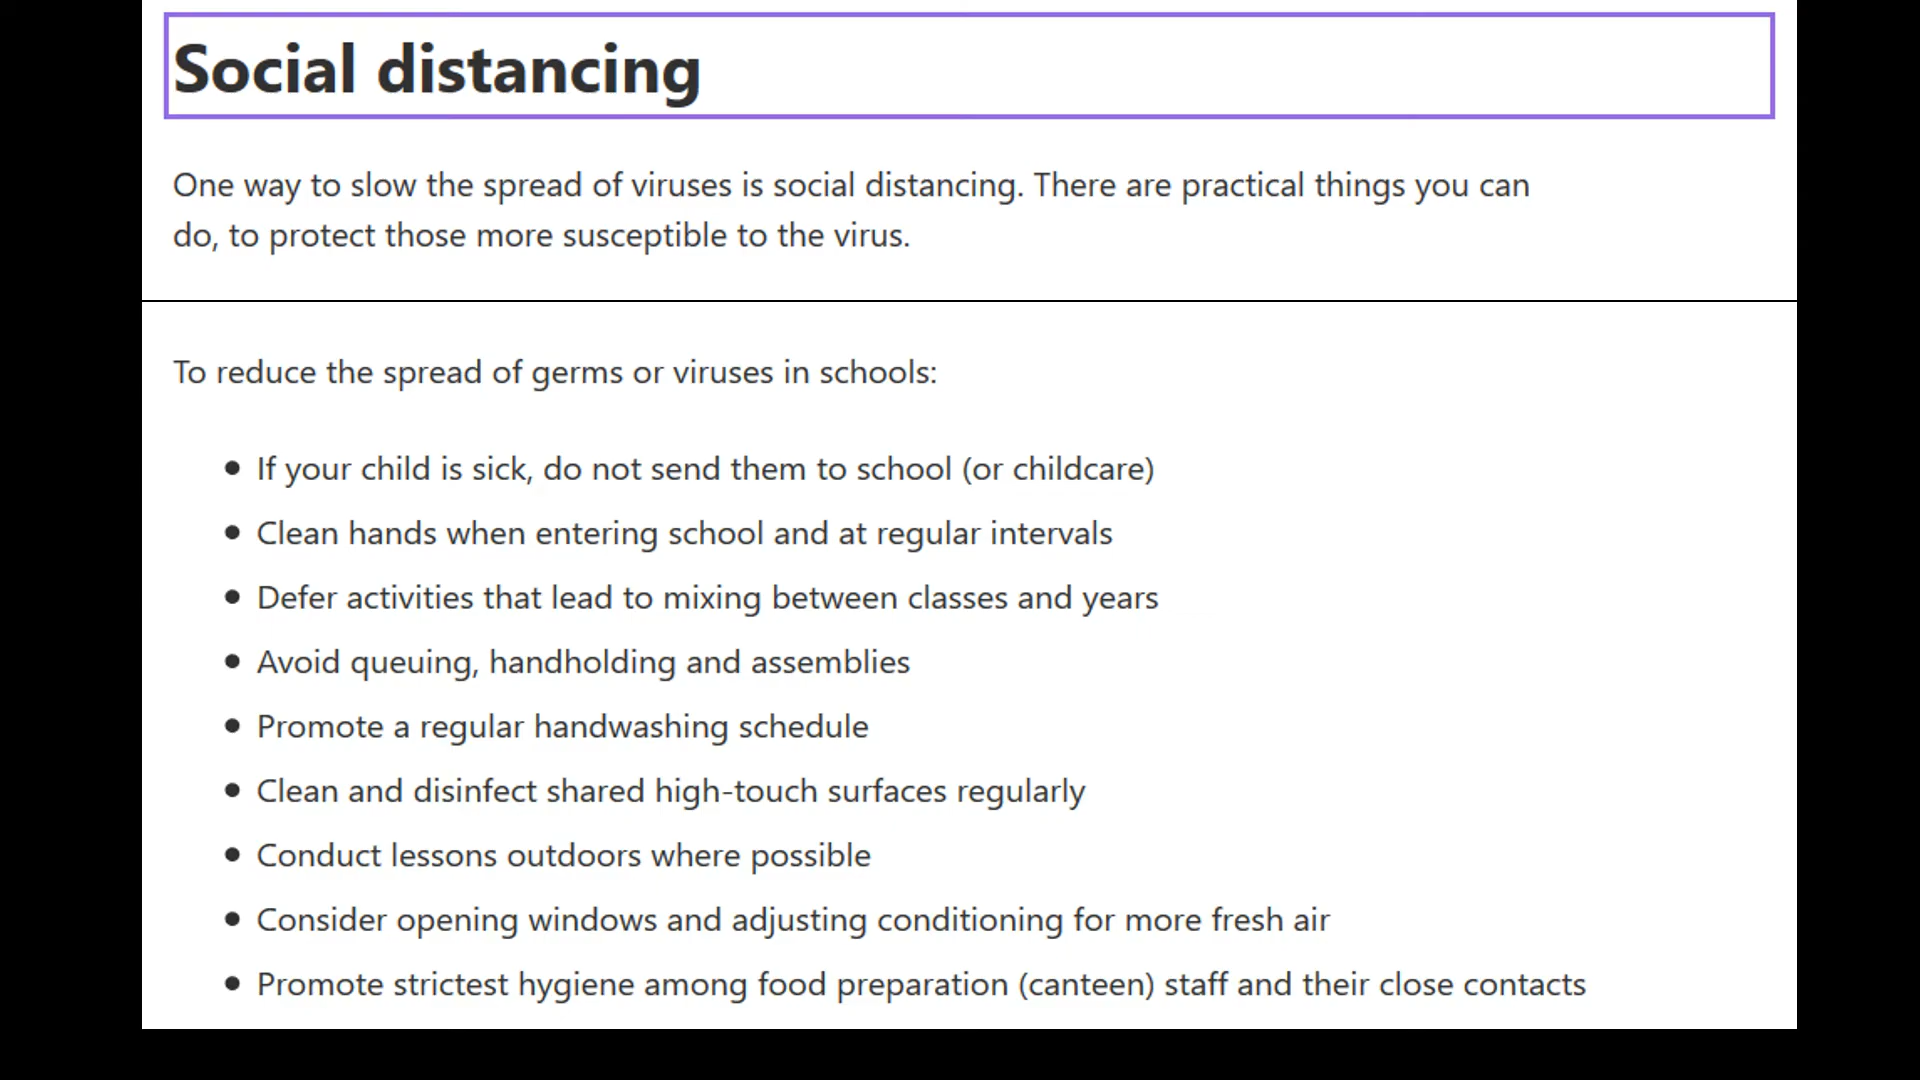 Social distancing
One way to slow the spread of viruses is social distancing. There are practical things you can
do, to protect those more susceptible to the virus.
To reduce the spread of germs or viruses in schools:
• If your child is sick, do not send them to school (or childcare)
• Clean hands when entering school and at regular intervals
• Defer activities that lead to mixing between classes and years
• Avoid queuing, handholding and assemblies
• Promote a regular handwashing schedule
• Clean and disinfect shared high-touch surfaces regularly
• Conduct lessons outdoors where possible
• Consider opening windows and adjusting conditioning for more fresh air
• Promote strictest hygiene among food preparation (canteen) staff and their close contacts